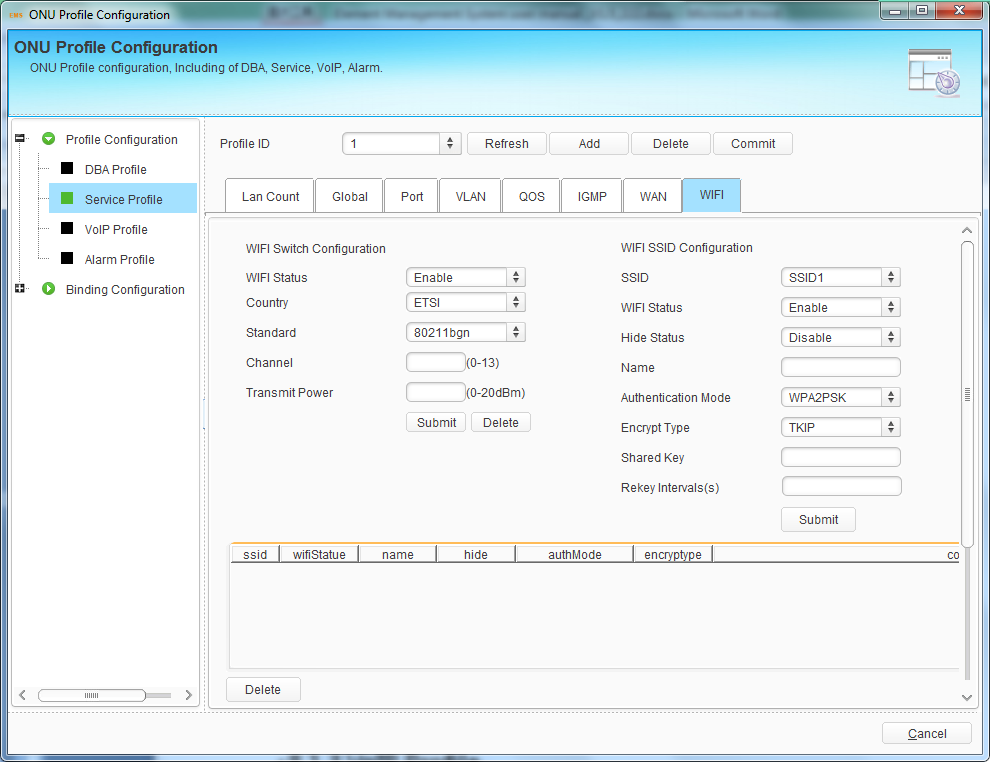 EMS ONU Profile Configuration
ONU Profile Configuration
ONU Profile configuration, Including of DBA, Service, VoIP, Alarm.
Profile Configuration
DBA Profile
Service Profile
VoIP Profile
Alarm Profile
Binding Configuration
Profile ID 1 Refresh Add Delete Commit
Lan Count Global Port VLAN QOS IGMP WAN WIFI
WIFI Switch Configuration
WIFI Status Enable
Country ETSI
Standard 80211bgn
Channel (0-13)
Transmit Power (0-20dBm)
Submit Delete
WIFI SSID Configuration
SSID SSID1
WIFI Status Enable
Hide Status Disable
Name
Authentication Mode WPA2PSK
Encrypt Type TKIP
Shared Key
Rekey Intervals(s)
Submit
ssid wifiStatue name hide authMode encryptype co
Delete
Cancel